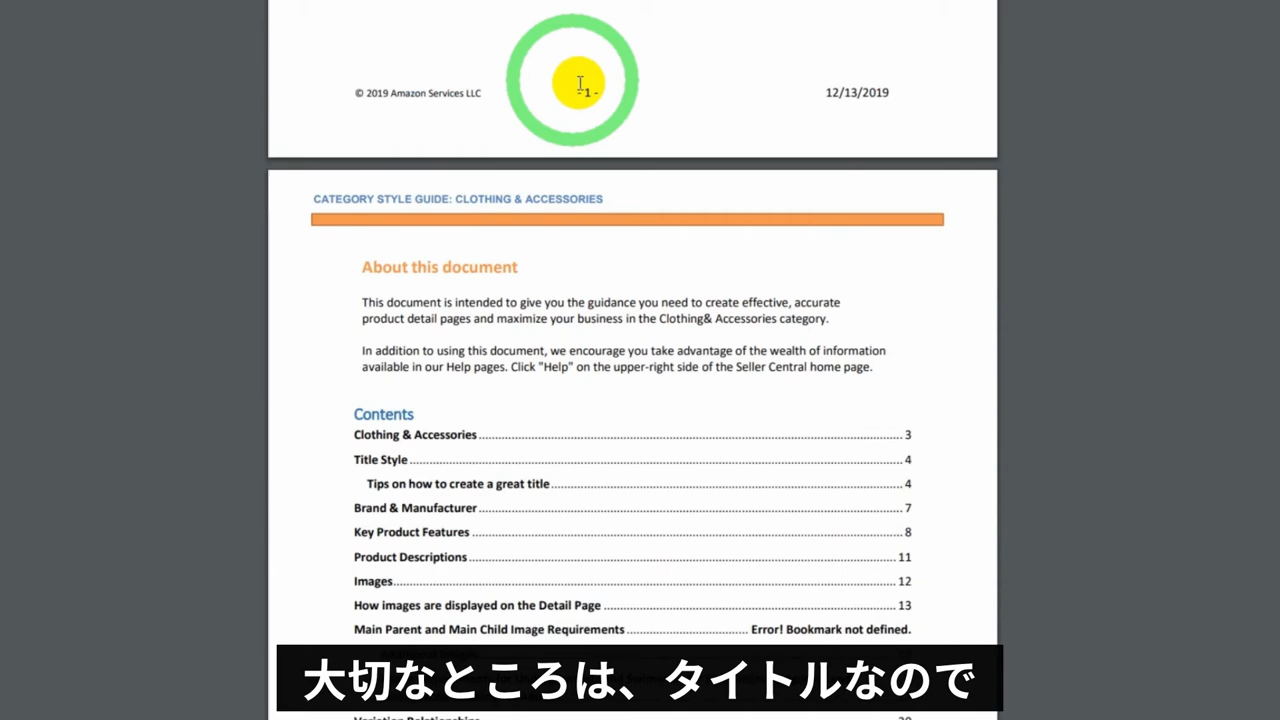 © 2019 Amazon Services LLC
- 1 -
12/13/2019
CATEGORY STYLE GUIDE: CLOTHING & ACCESSORIES
About this document
This document is intended to give you the guidance you need to create effective, accurate
product detail pages and maximize your business in the Clothing& Accessories category.
In addition to using this document, we encourage you take advantage of the wealth of information
available in our Help pages. Click "Help" on the upper-right side of the Seller Central home page.
Contents
Clothing & Accessories 3
Title Style 4
Tips on how to create a great title 4
Brand & Manufacturer 7
Key Product Features 8
Product Descriptions 11
Images 12
How images are displayed on the Detail Page 13
Main Parent and Main Child Image Requirements Error! Bookmark not defined.
大切なところは、タイトルなので